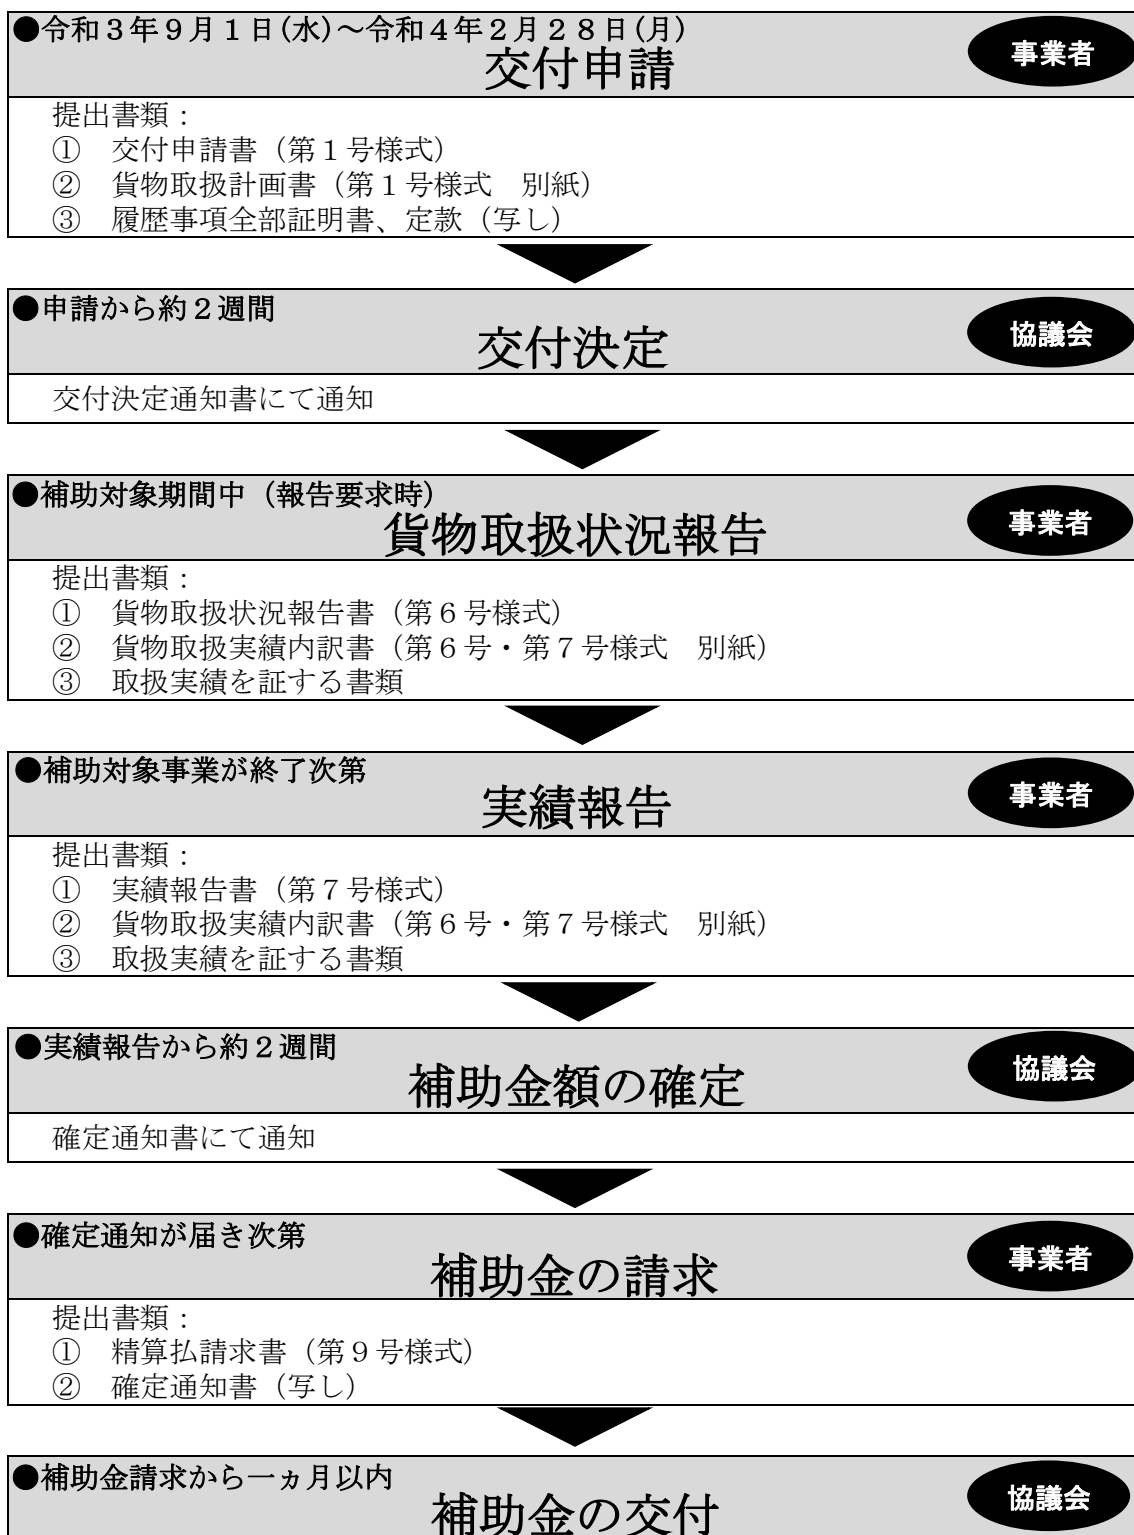 ●令和３年９月１日(水)～令和４年２月２８日(月)
交付申請
事業者
提出書類：
①　交付申請書（第１号様式）
②　貨物取扱計画書（第１号様式　別紙）
③　履歴事項全部証明書、定款（写し）
●申請から約２週間
交付決定
協議会
交付決定通知書にて通知
●補助対象期間中（報告要求時）
貨物取扱状況報告
事業者
提出書類：
①　貨物取扱状況報告書（第６号様式）
②　貨物取扱実績内訳書（第６号・第７号様式　別紙）
③　取扱実績を証する書類
●補助対象事業が終了次第
実績報告
事業者
提出書類：
①　実績報告書（第７号様式）
②　貨物取扱実績内訳書（第６号・第７号様式　別紙）
③　取扱実績を証する書類
●実績報告から約２週間
補助金額の確定
協議会
確定通知書にて通知
●確定通知が届き次第
補助金の請求
事業者
提出書類：
①　精算払請求書（第９号様式）
②　確定通知書（写し）
●補助金請求から一ヵ月以内
補助金の交付
協議会